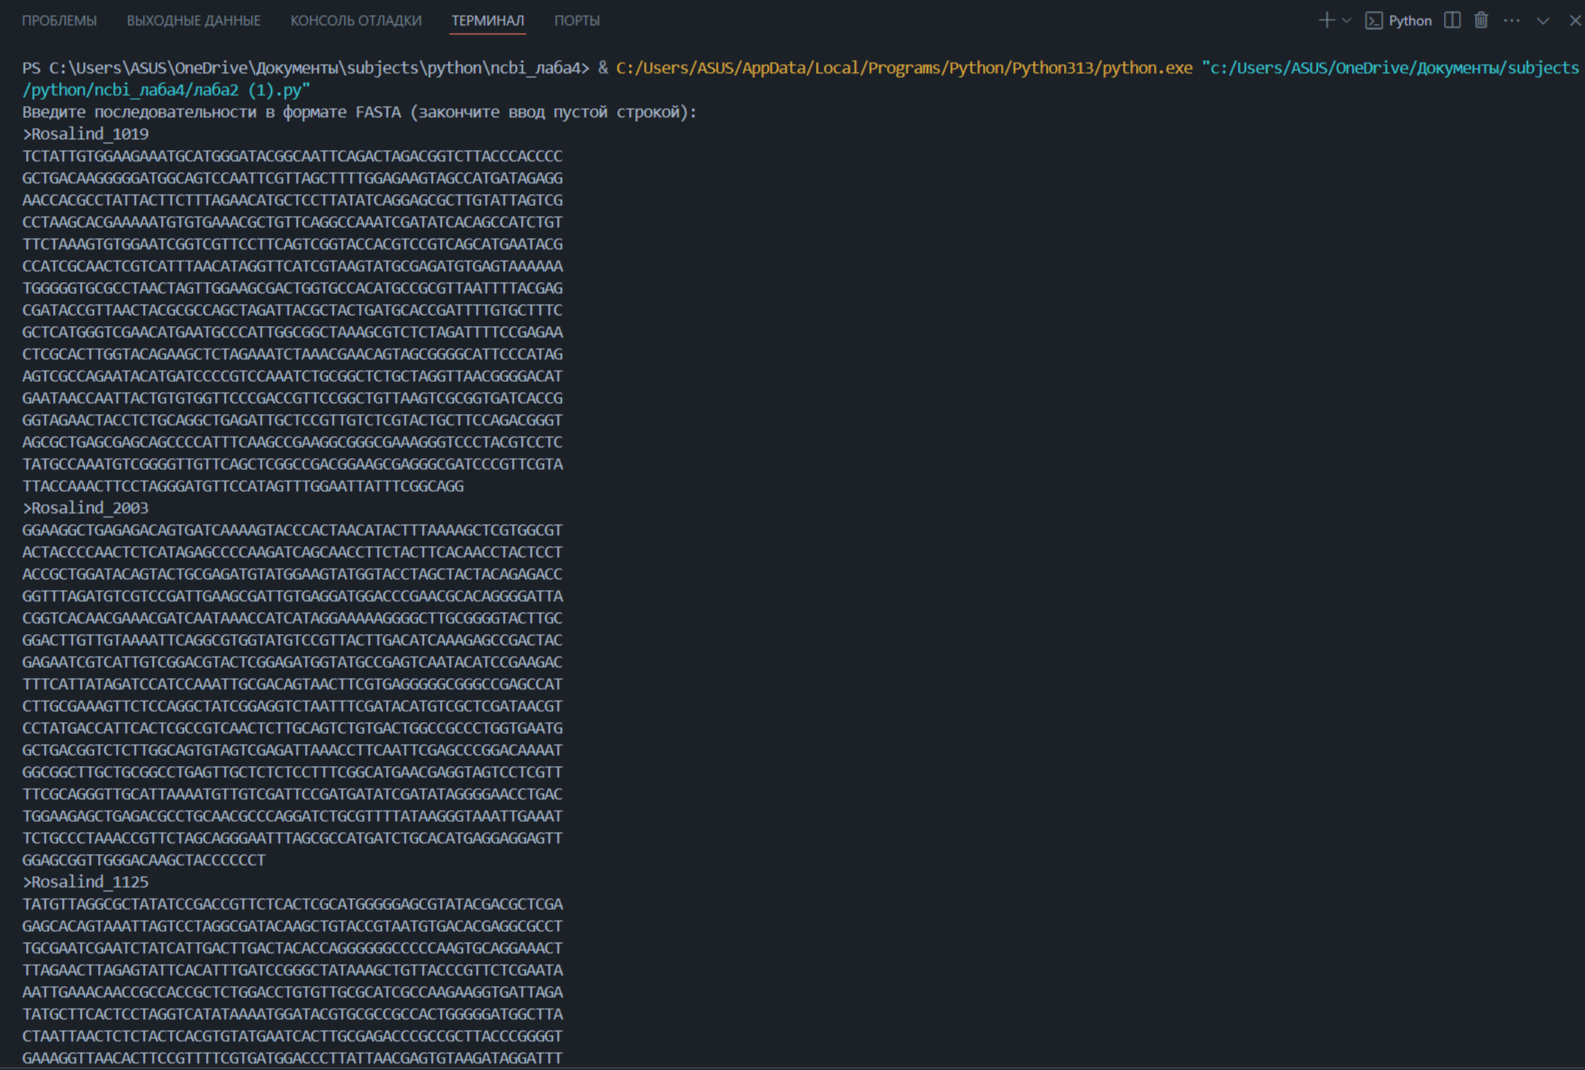 ПРОБЛЕМЫ ВЫХОДНЫЕ ДАННЫЕ КОНСОЛЬ ОТЛАДКИ ТЕРМИНАЛ ПОРТЫ Python
PS C:\Users\ASUS\OneDrive\Документы\subjects\python\ncbi_лаба4> & C:/Users/ASUS/AppData/Local/Programs/Python/Python313/python.exe "c:/Users/ASUS/OneDrive/Документы/subjects
/python/ncbi_лаба4/лаба2 (1).py"
Введите последовательности в формате FASTA (закончите ввод пустой строкой):
>Rosalind_1019
TCTATTGTGGAAGAAATGCATGGGATACGGCAATTCAGACTAGACGGTCTTACCCACCCC
GCTGACAAGGGGGATGGCAGTCCAATTCGTTAGCTTTTGGAGAAGTAGCCATGATAGAGG
AACCACGCCTATTACTTCTTTAGAACATGCTCCTTATATCAGGAGCGCTTGTATTAGTCG
CCTAAGCACGAAAAATGTGTGAAACGCTGTTCAGGCCAAATCGATATCACAGCCATCTGT
TTCTAAAGTGTGGAATCGGTCGTTCCTTCAGTCGGTACCACGTCCGTCAGCATGAATACG
CCATCGCAACTCGTCATTTAACATAGGTTCATCGTAAGTATGCGAGATGTGAGTAAAAAA
TGGGGGTGCGCCTAACTAGTTGGAAGCGACTGGTGCCACATGCCGCGTTAATTTTACGAG
CGATACCGTTAACTACGCGCCAGCTAGATTACGCTACTGATGCACCGATTTTGTGCTTTC
GCTCATGGGTCGAACATGAATGCCCATTGGCGGCTAAAGCGTCTCTAGATTTTCCGAGAA
CTCGCACTTGGTACAGAAGCTCTAGAAATCTAAACGAACAGTAGCGGGGCATTCCCATAG
AGTCGCCAGAATACATGATCCCCGTCCAAATCTGCGGCTCTGCTAGGTTAACGGGGACAT
GAATAACCAATTACTGTGTGGTTCCCGACCGTTCCGGCTGTTAAGTCGCGGTGATCACCG
GGTAGAACTACCTCTGCAGGCTGAGATTGCTCCGTTGTCTCGTACTGCTTCCAGACGGGT
AGCGCTGAGCGAGCAGCCCCATTTCAAGCCGAAGGCGGGCGAAAGGGTCCCTACGTCCTC
TATGCCAAATGTCGGGGTTGTTCAGCTCGGCCGACGGAAGCGAGGGCGATCCCGTTCGTA
TTACCAAACTTCCTAGGGATGTTCCATAGTTTGGAATTATTTCGGCAGG
>Rosalind_2003
GGAAGGCTGAGAGACAGTGATCAAAAGTACCCACTAACATACTTTAAAAGCTCGTGGCGT
ACTACCCCAACTCTCATAGAGCCCCAAGATCAGCAACCTTCTACTTCACAACCTACTCCT
ACCGCTGGATACAGTACTGCGAGATGTATGGAAGTATGGTACCTAGCTACTACAGAGACC
GGTTTAGATGTCGTCCGATTGAAGCGATTGTGAGGATGGACCCGAACGCACAGGGGATTA
CGGTCACAACGAAACGATCAATAAACCATCATAGGAAAAAGGGGCTTGCGGGGTACTTGC
GGACTTGTTGTAAAATTCAGGCGTGGTATGTCCGTTACTTGACATCAAAGAGCCGACTAC
GAGAATCGTCATTGTCGGACGTACTCGGAGATGGTATGCCGAGTCAATACATCCGAAGAC
TTTCATTATAGATCCATCCAAATTGCGACAGTAACTTCGTGAGGGGGCGGGCCGAGCCAT
CTTGCGAAAGTTCTCCAGGCTATCGGAGGTCTAATTTCGATACATGTCGCTCGATAACGT
CCTATGACCATTCACTCGCCGTCAACTCTTGCAGTCTGTGACTGGCCGCCCTGGTGAATG
GCTGACGGTCTCTTGGCAGTGTAGTCGAGATTAAACCTTCAATTCGAGCCCGGACAAAAT
GGCGGCTTGCTGCGGCCTGAGTTGCTCTCTCCTTTCGGCATGAACGAGGTAGTCCTCGTT
TTCGCAGGGTTGCATTAAAATGTTGTCGATTCCGATGATATCGATATAGGGGAACCTGAC
TGGAAGAGCTGAGACGCCTGCAACGCCCAGGATCTGCGTTTTATAAGGGTAAATTGAAAT
TCTGCCCTAAACCGTTCTAGCAGGGAATTTAGCGCCATGATCTGCACATGAGGAGGAGTT
GGAGCGGTTGGGACAAGCTACCCCCCT
>Rosalind_1125
TATGTTAGGCGCTATATCCGACCGTTCTCACTCGCATGGGGGAGCGTATACGACGCTCGA
GAGCACAGTAAATTAGTCCTAGGCGATACAAGCTGTACCGTAATGTGACACGAGGCGCCT
TGCGAATCGAATCTATCATTGACTTGACTACACCAGGGGGGCCCCCAAGTGCAGGAAACT
TTAGAACTTAGAGTATTCACATTTGATCCGGGCTATAAAGCTGTTACCCGTTCTCGAATA
AATTGAAACAACCGCCACCGCTCTGGACCTGTGTTGCGCATCGCCAAGAAGGTGATTAGA
TATGCTTCACTCCTAGGTCATATAAAATGGATACGTGCGCCGCCACTGGGGGATGGCTTA
CTAATTAACTCTCTACTCACGTGTATGAATCACTTGCGAGACCCGCCGCTTACCCGGGGT
GAAAGGTTAACACTTCCGTTTTCGTGATGGACCCTTATTAACGAGTGTAAGATAGGATTT